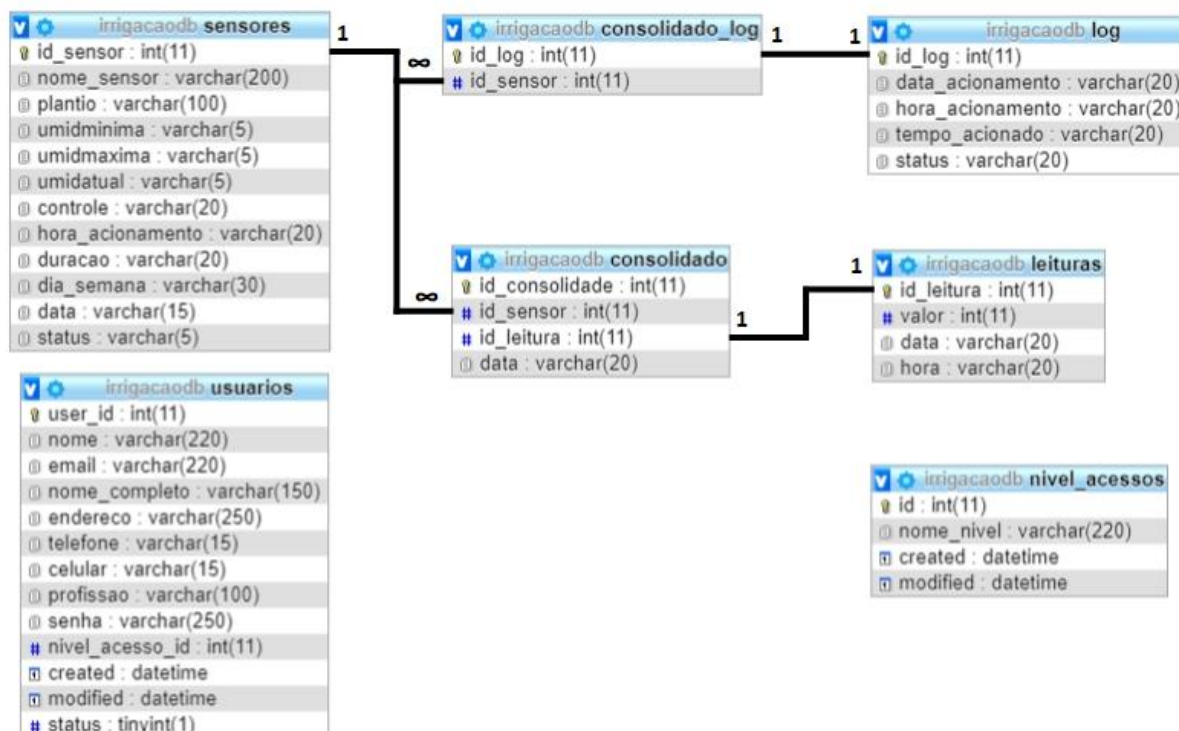 irrigacaodb sensores
id_sensor : int(11)
nome_sensor : varchar(200)
plantio : varchar(100)
umidminima : varchar(5)
umidmaxima : varchar(5)
umidatual : varchar(5)
controle : varchar(20)
hora_acionamento : varchar(20)
duracao : varchar(20)
dia_semana : varchar(30)
data : varchar(15)
status : varchar(5)
1
∞
∞
irrigacaodb consolidado_log
id_log : int(11)
id_sensor : int(11)
1
1
irrigacaodb log
id_log : int(11)
data_acionamento : varchar(20)
hora_acionamento : varchar(20)
tempo_acionado : varchar(20)
status : varchar(20)
irrigacaodb consolidado
id_consolidade : int(11)
id_sensor : int(11)
id_leitura : int(11)
data : varchar(20)
1
1
irrigacaodb leituras
id_leitura : int(11)
valor : int(11)
data : varchar(20)
hora : varchar(20)
irrigacaodb usuarios
user_id : int(11)
nome : varchar(220)
email : varchar(220)
nome_completo : varchar(150)
endereco : varchar(250)
telefone : varchar(15)
celular : varchar(15)
profissao : varchar(100)
senha : varchar(250)
nivel_acesso_id : int(11)
created : datetime
modified : datetime
status : tinyint(1)
irrigacaodb nivel_acessos
id : int(11)
nome_nivel : varchar(220)
created : datetime
modified : datetime